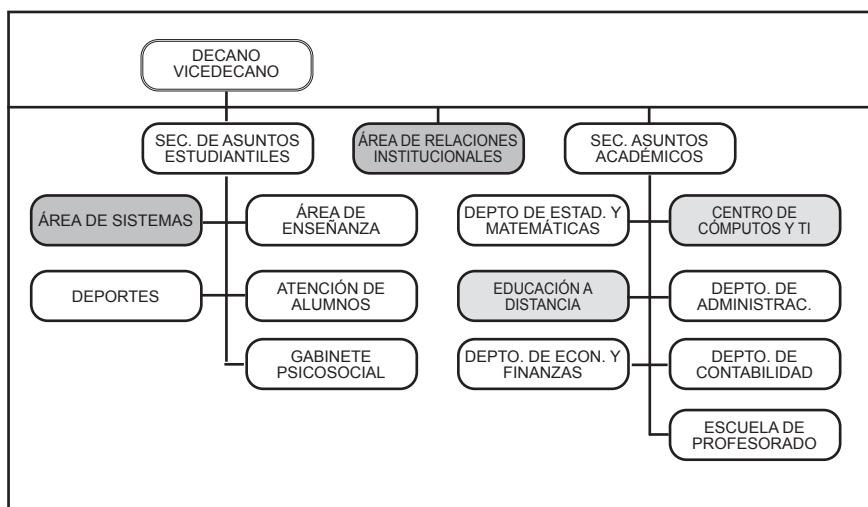 DECANO
VICEDECANO
SEC. DE ASUNTOS
ESTUDIANTILES
ÁREA DE RELACIONES
INSTITUCIONALES
SEC. ASUNTOS
ACADÉMICOS
ÁREA DE SISTEMAS
ÁREA DE
ENSEÑANZA
DEPTO DE ESTAD. Y
MATEMÁTICAS
CENTRO DE
CÓMPUTOS Y TI
DEPORTES
ATENCIÓN DE
ALUMNOS
EDUCACIÓN A
DISTANCIA
DEPTO. DE
ADMINISTRAC.
GABINETE
PSICOSOCIAL
DEPTO. DE ECON. Y
FINANZAS
DEPTO. DE
CONTABILIDAD
ESCUELA DE
PROFESORADO